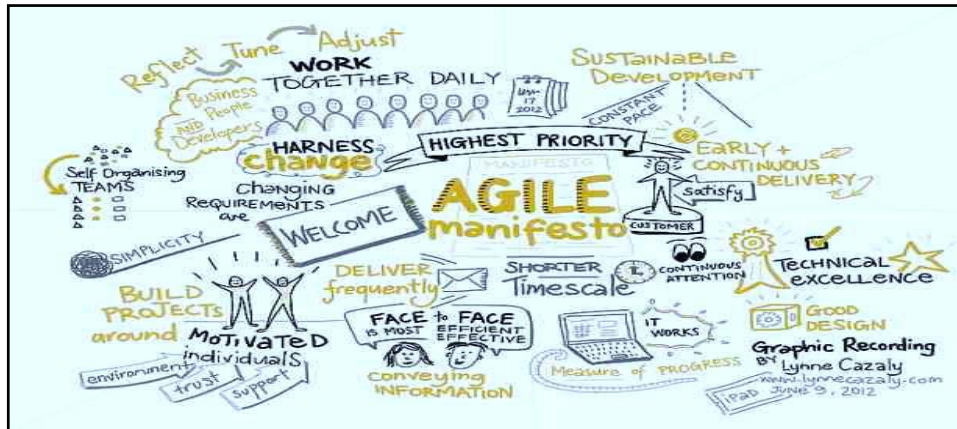 Reflect Tune Adjust
WORK
TOGETHER DAILY
Business
People
AND
Developers
17
2012
SUSTAINABLE
DEVELOPMENT
CONSTANT
PACE
HARNESS
change
HIGHEST PRIORITY
MANIFESTO
AGILE
manifesto
EARLY +
CONTINUOUS
DELIVERY
satisfy
CUSTOMER
Self Organising
TEAMS
Changing
REQUIREMENTS
are
WELCOME
SIMPLICITY
BUILD
PROJECTS
around MOTIVATED
individuals
environment
trust
support
DELIVER
frequently
SHORTER
Timescale
CONTINUOUS
ATTENTION
TECHNICAL
excellence
FACE to FACE
IS MOST EFFICIENT
EFFECTIVE
conveying
INFORMATION
IT
WORKS
Measure of PROGRESS
GOOD
DESIGN
Graphic Recording
BY Lynne Cazaly
www.lynnecazaly.com
JUNE 9, 2012
iPad